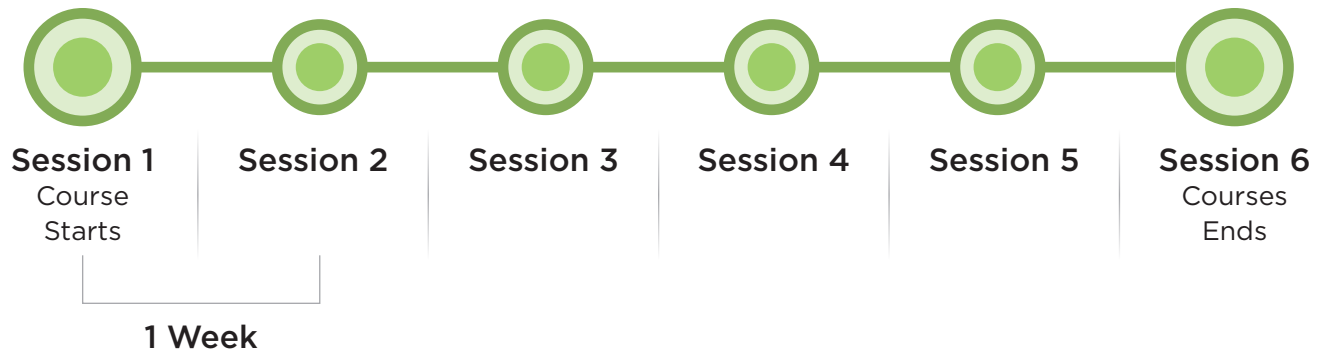 Session 1
Course
Starts
Session 2
Session 3
Session 4
Session 5
Session 6
Courses
Ends
1 Week